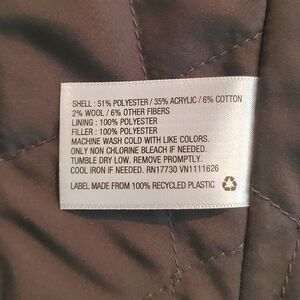 SHELL : 51% POLYESTER / 35% ACRYLIC / 6% COTTON
2% WOOL / 6% OTHER FIBERS
LINING : 100% POLYESTER
FILLER : 100% POLYESTER
MACHINE WASH COLD WITH LIKE COLORS.
ONLY NON CHLORINE BLEACH IF NEEDED.
TUMBLE DRY LOW. REMOVE PROMPTLY.
COOL IRON IF NEEDED. RN17730 VN1111626
LABEL MADE FROM 100% RECYCLED PLASTIC